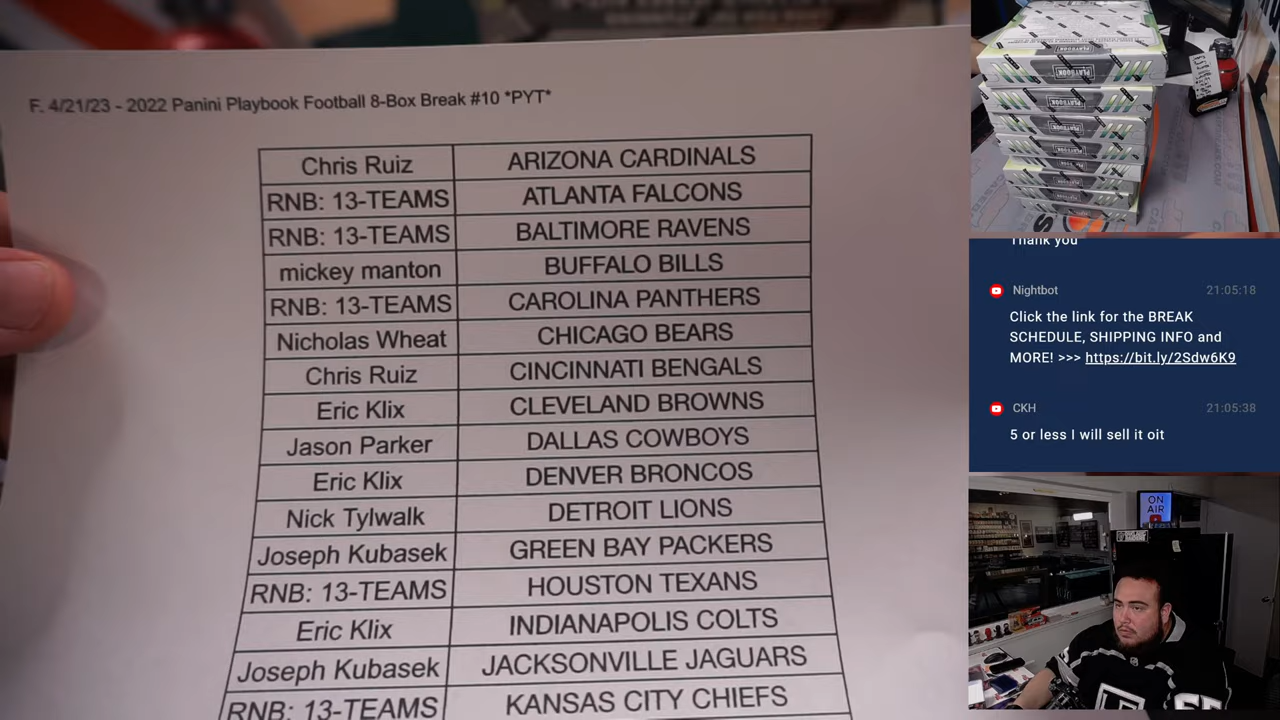 F. 4/21/23 - 2022 Panini Playbook Football 8-Box Break #10 *PYT*
Chris Ruiz ARIZONA CARDINALS
RNB: 13-TEAMS ATLANTA FALCONS
RNB: 13-TEAMS BALTIMORE RAVENS
mickey manton BUFFALO BILLS
RNB: 13-TEAMS CAROLINA PANTHERS
Nicholas Wheat CHICAGO BEARS
Chris Ruiz CINCINNATI BENGALS
Eric Klix CLEVELAND BROWNS
Jason Parker DALLAS COWBOYS
Eric Klix DENVER BRONCOS
Nick Tylwalk DETROIT LIONS
Joseph Kubasek GREEN BAY PACKERS
RNB: 13-TEAMS HOUSTON TEXANS
Eric Klix INDIANAPOLIS COLTS
Joseph Kubasek JACKSONVILLE JAGUARS
RNB: 13-TEAMS KANSAS CITY CHIEFS
PLAYBOOK
PLAYBOOK
PLAYBOOK
PLAYBOOK
Thank you
Nightbot 21:05:18
Click the link for the BREAK
SCHEDULE, SHIPPING INFO and
MORE! >>> https://bit.ly/2Sdw6K9
CKH 21:05:38
5 or less I will sell it oit
ON
AIR